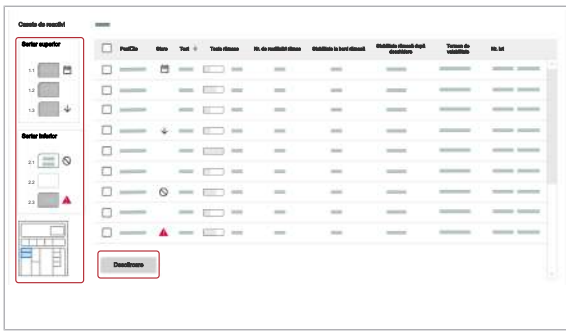 Casete de reactivi
Sertar superior
1.1
1.2
1.3
Sertar inferior
2.1
2.2
2.3
Poziție Stare Test Teste rămase Nr. de recalibrări rămase Stabilitate la bord rămasă Stabilitate rămasă după deschidere Termen de valabilitate Nr. lot
Descărcare